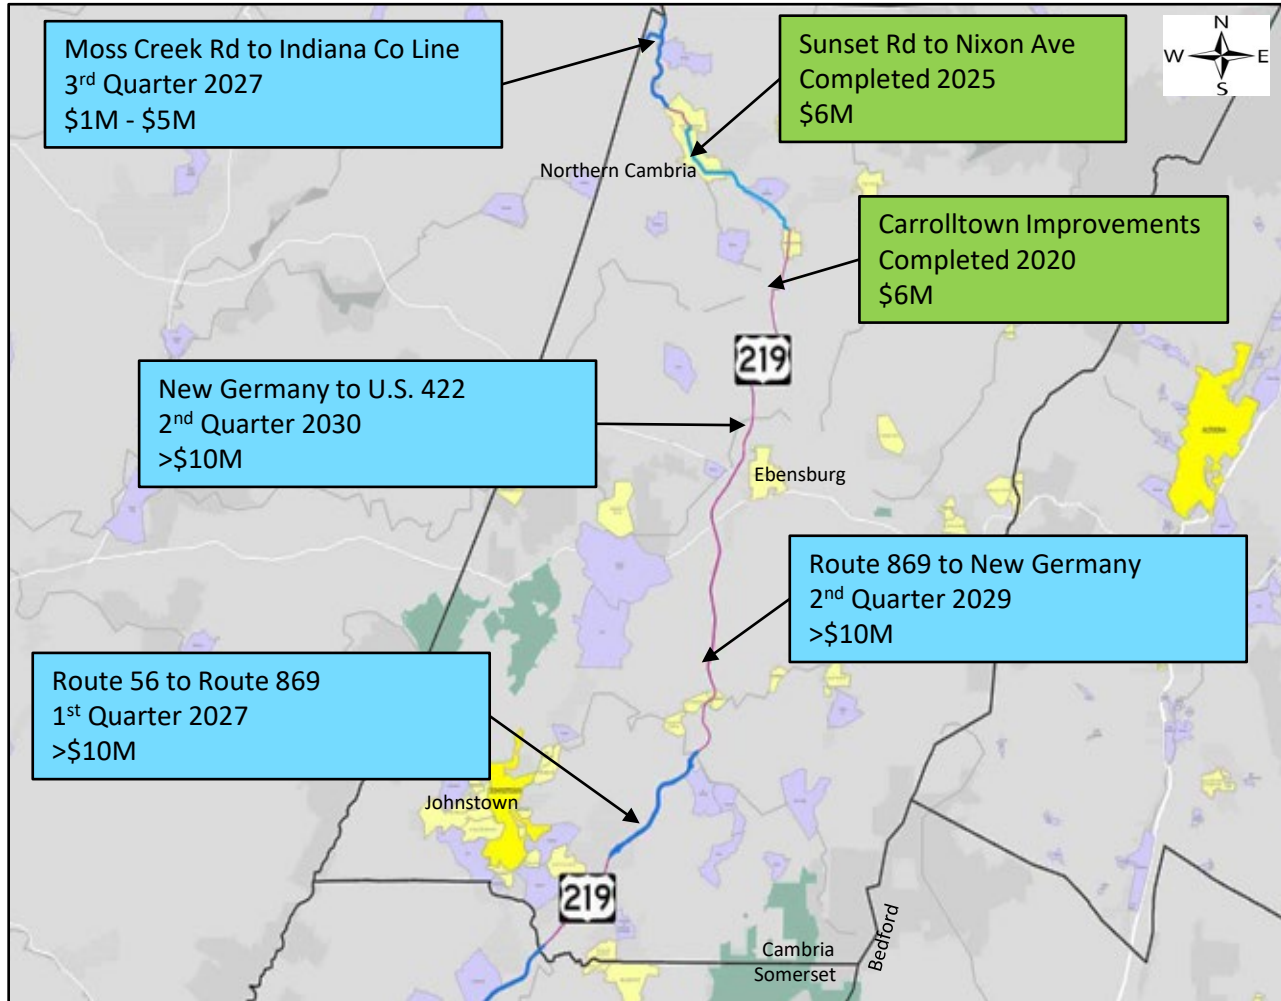 Moss Creek Rd to Indiana Co Line
3rd Quarter 2027
$1M - $5M
Sunset Rd to Nixon Ave
Completed 2025
$6M
N
W E
S
Northern Cambria
Carrolltown Improvements
Completed 2020
$6M
219
New Germany to U.S. 422
2nd Quarter 2030
>$10M
Ebensburg
Route 869 to New Germany
2nd Quarter 2029
>$10M
Route 56 to Route 869
1st Quarter 2027
>$10M
Johnstown
219
Cambria
Somerset
Bedford